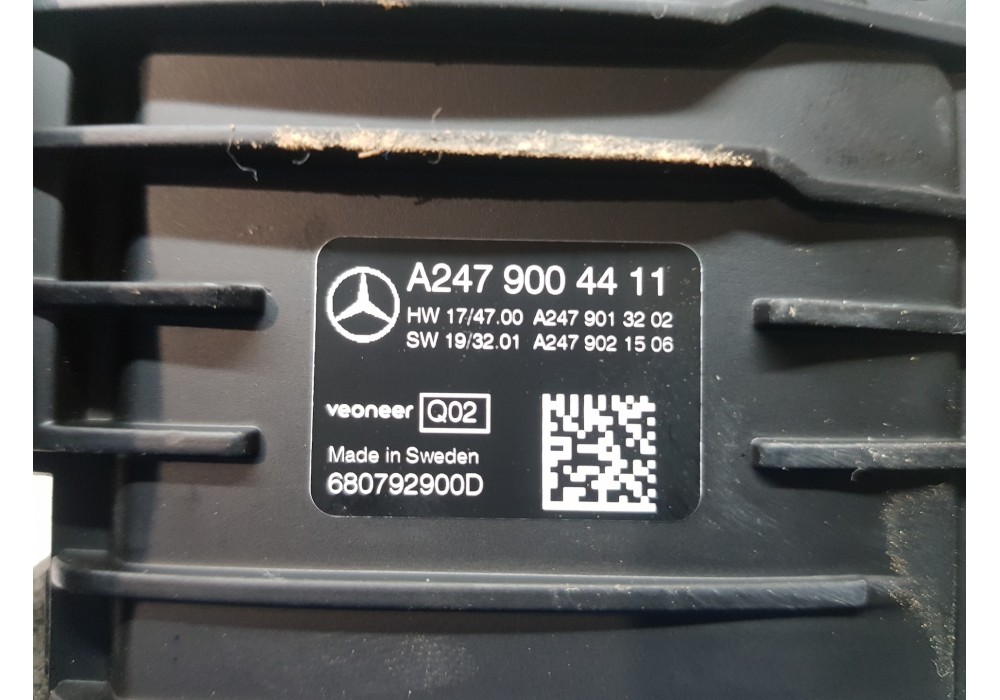 A247 900 44 11
HW 17/47.00 A247 901 32 02
SW 19/32.01 A247 902 15 06
veoneer Q02
Made in Sweden
680792900D